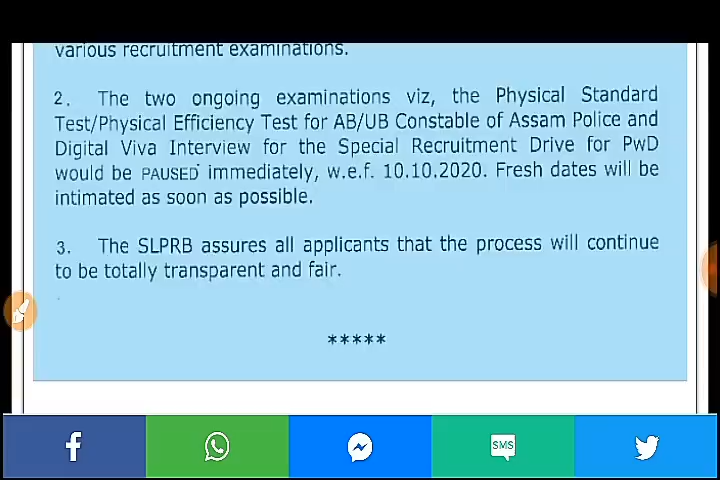 various recruitment examinations.
2. The two ongoing examinations viz, the Physical Standard
Test/Physical Efficiency Test for AB/UB Constable of Assam Police and
Digital Viva Interview for the Special Recruitment Drive for PwD
would be PAUSED immediately, w.e.f. 10.10.2020. Fresh dates will be
intimated as soon as possible.
3. The SLPRB assures all applicants that the process will continue
to be totally transparent and fair.
*****
SMS